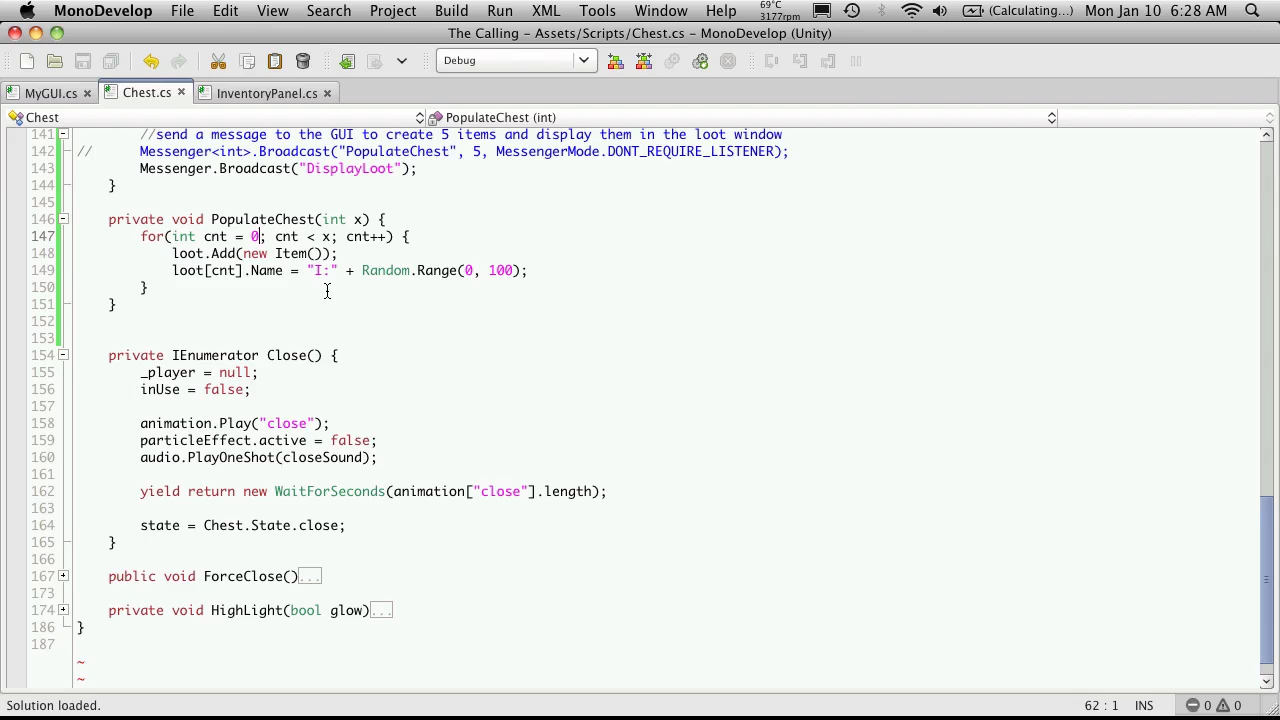 MonoDevelop File Edit View Search Project Build Run XML Tools Window Help 69°C 3177rpm (Calculating...) Mon Jan 10 6:28 AM
The Calling - Assets/Scripts/Chest.cs - MonoDevelop (Unity)
Debug
MyGUI.cs Chest.cs InventoryPanel.cs
Chest PopulateChest (int)
141 //send a message to the GUI to create 5 items and display them in the loot window
142 // Messenger<int>.Broadcast("PopulateChest", 5, MessengerMode.DONT_REQUIRE_LISTENER);
143 Messenger.Broadcast("DisplayLoot");
144 }
145
146 private void PopulateChest(int x) {
147 for(int cnt = 0; cnt < x; cnt++) {
148 loot.Add(new Item());
149 loot[cnt].Name = "I:" + Random.Range(0, 100);
150 }
151 }
152
153
154 private IEnumerator Close() {
155 _player = null;
156 inUse = false;
157
158 animation.Play("close");
159 particleEffect.active = false;
160 audio.PlayOneShot(closeSound);
161
162 yield return new WaitForSeconds(animation["close"].length);
163
164 state = Chest.State.close;
165 }
166
167 public void ForceClose()...
173
174 private void HighLight(bool glow)...
186 }
187
~
~
Solution loaded. 62 : 1 INS 0 0